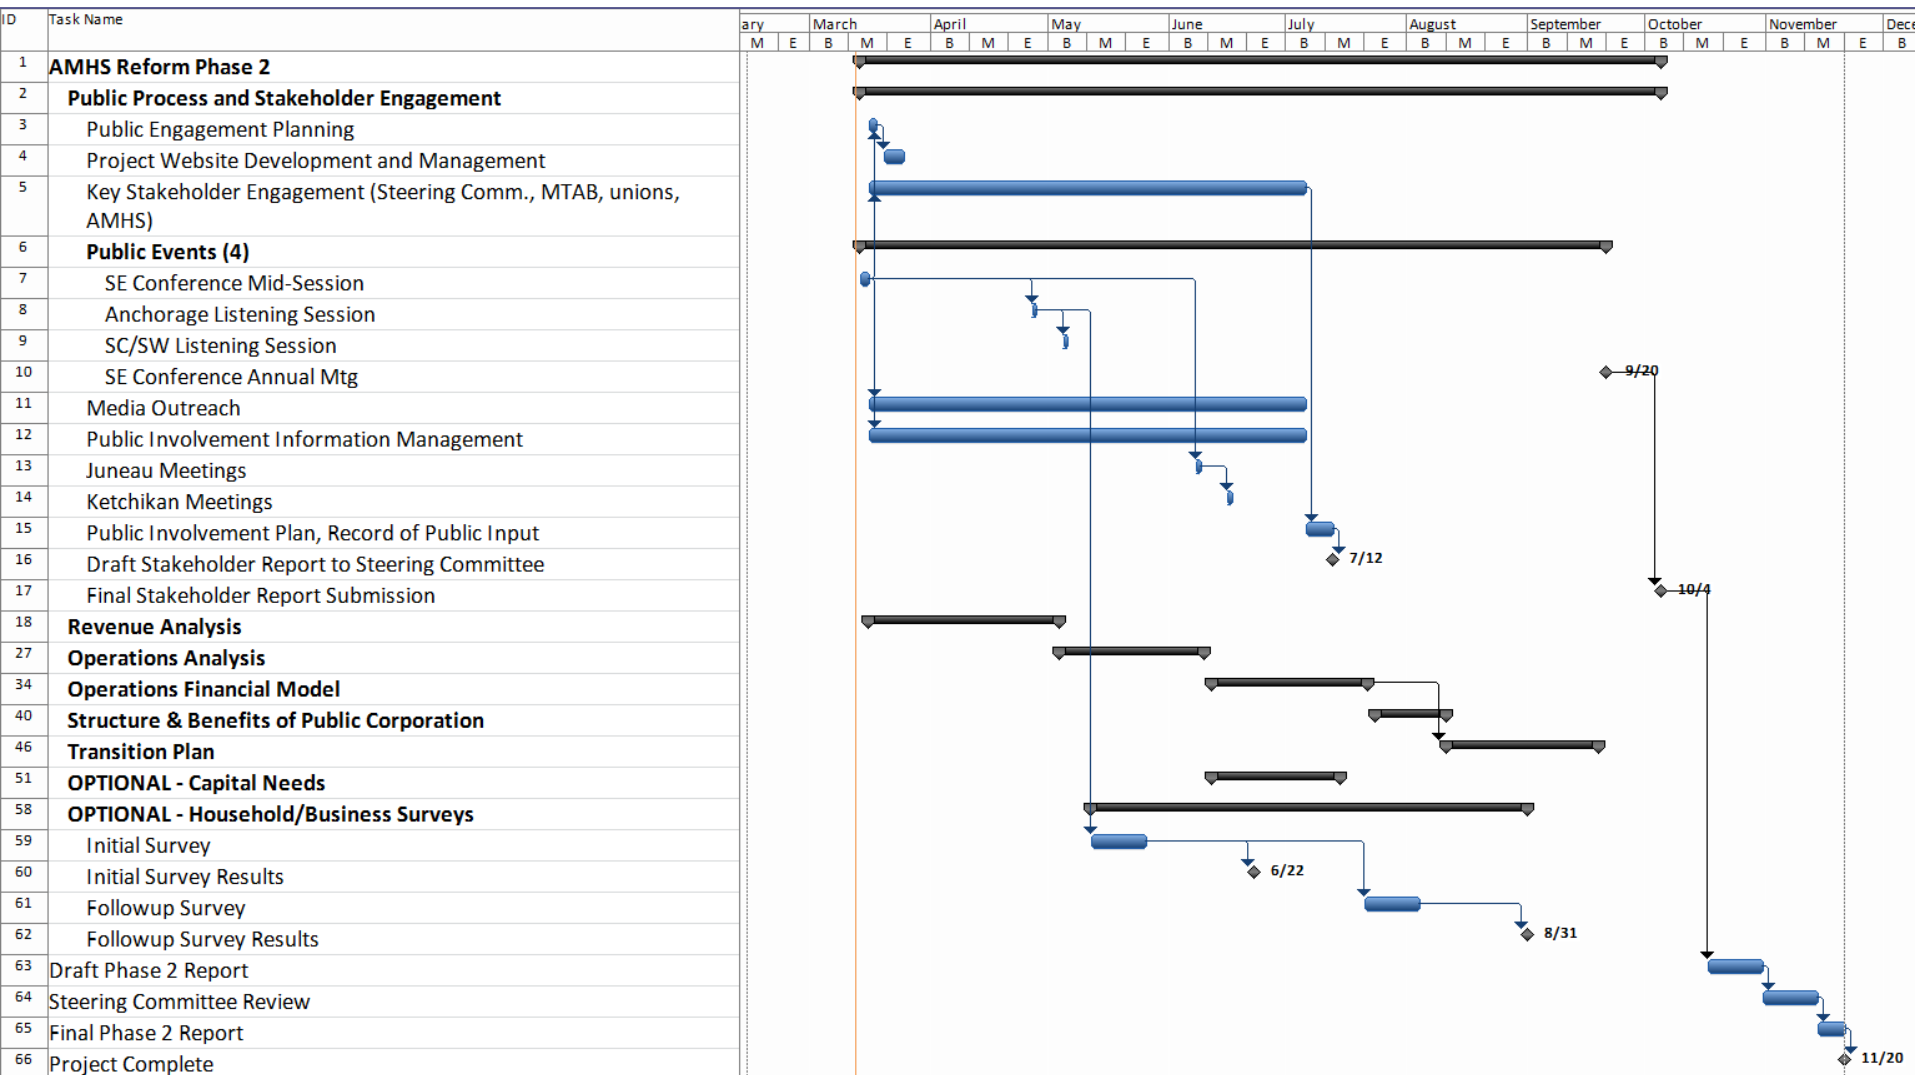 ID Task Name
ary March April May June July August September October November Dece
M E B M E B M E B M E B M E B M E B M E B M E B M E B M E B
1 AMHS Reform Phase 2
2 Public Process and Stakeholder Engagement
3 Public Engagement Planning
4 Project Website Development and Management
5 Key Stakeholder Engagement (Steering Comm., MTAB, unions,
AMHS)
6 Public Events (4)
7 SE Conference Mid-Session
8 Anchorage Listening Session
9 SC/SW Listening Session
10 SE Conference Annual Mtg 9/20
11 Media Outreach
12 Public Involvement Information Management
13 Juneau Meetings
14 Ketchikan Meetings
15 Public Involvement Plan, Record of Public Input
16 Draft Stakeholder Report to Steering Committee 7/12
17 Final Stakeholder Report Submission 10/4
18 Revenue Analysis
27 Operations Analysis
34 Operations Financial Model
40 Structure & Benefits of Public Corporation
46 Transition Plan
51 OPTIONAL - Capital Needs
58 OPTIONAL - Household/Business Surveys
59 Initial Survey
60 Initial Survey Results 6/22
61 Followup Survey
62 Followup Survey Results 8/31
63 Draft Phase 2 Report
64 Steering Committee Review
65 Final Phase 2 Report
66 Project Complete 11/20